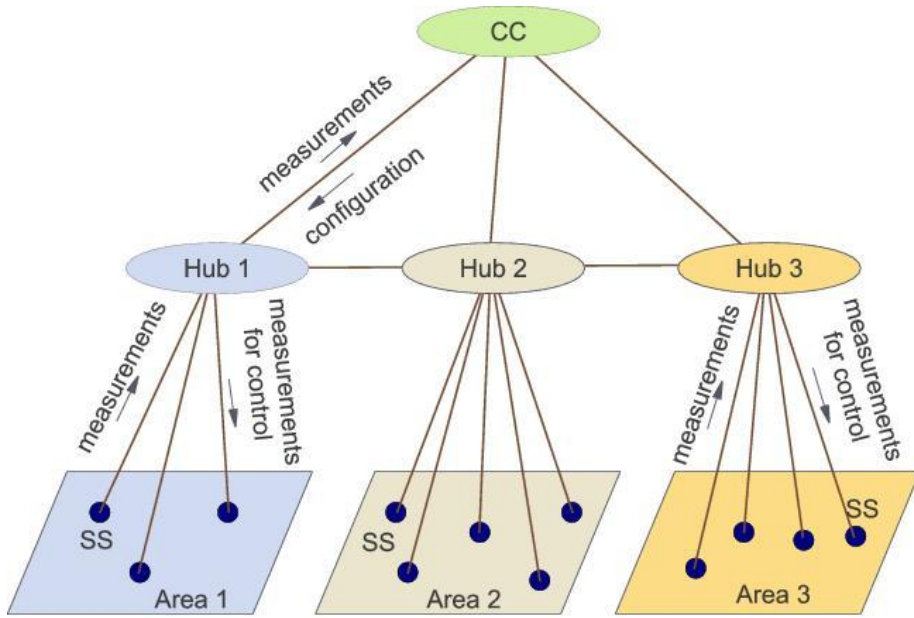 CC
measurements
configuration
Hub 1
Hub 2
Hub 3
measurements
measurements
for control
measurements
measurements
for control
SS
SS
SS
Area 1
Area 2
Area 3